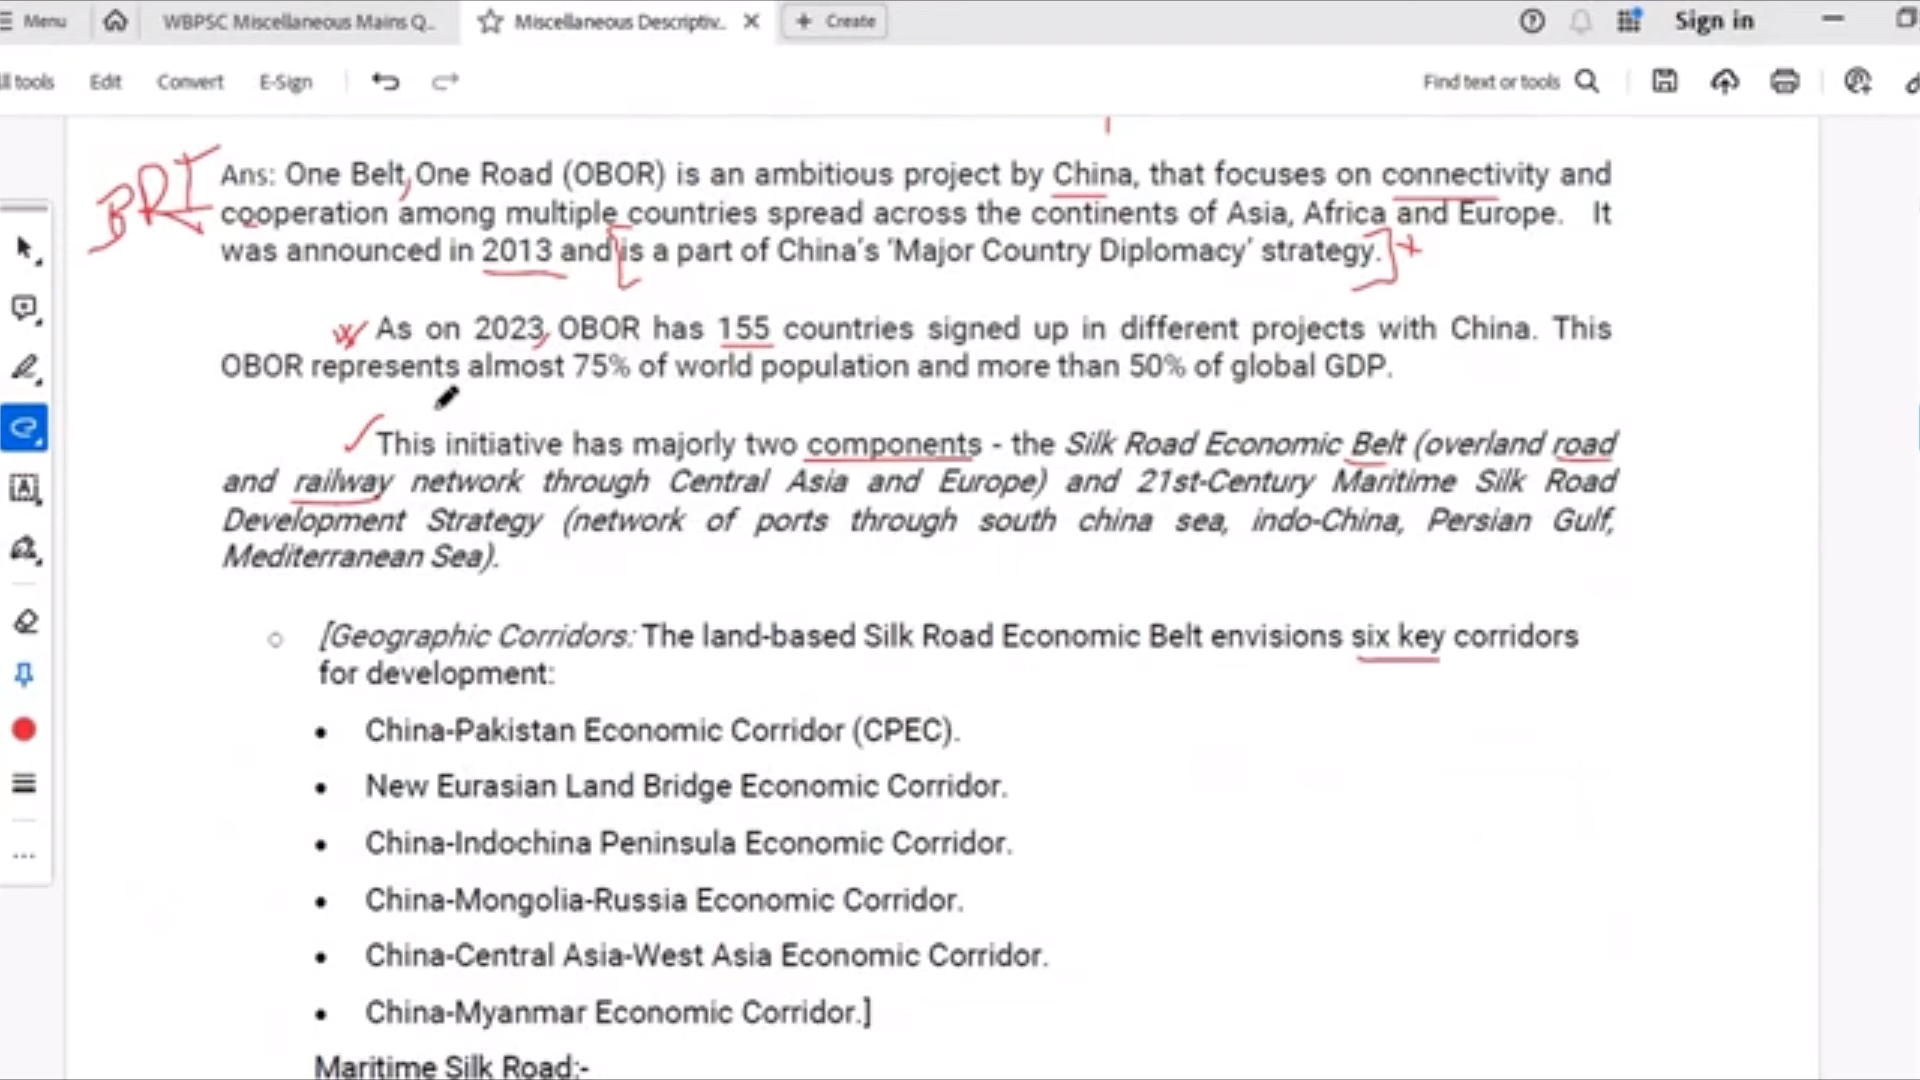 Menu WBPSC Miscellaneous Mains Q... Miscellaneous Descriptiv... Create Sign in
ll tools Edit Convert E-Sign Find text or tools
BRI
Ans: One Belt, One Road (OBOR) is an ambitious project by China, that focuses on connectivity and
cooperation among multiple countries spread across the continents of Asia, Africa and Europe. It
was announced in 2013 and is a part of China's 'Major Country Diplomacy' strategy.
As on 2023, OBOR has 155 countries signed up in different projects with China. This
OBOR represents almost 75% of world population and more than 50% of global GDP.
This initiative has majorly two components - the Silk Road Economic Belt (overland road
and railway network through Central Asia and Europe) and 21st-Century Maritime Silk Road
Development Strategy (network of ports through south china sea, indo-China, Persian Gulf,
Mediterranean Sea).
[Geographic Corridors: The land-based Silk Road Economic Belt envisions six key corridors
for development:
China-Pakistan Economic Corridor (CPEC).
New Eurasian Land Bridge Economic Corridor.
China-Indochina Peninsula Economic Corridor.
China-Mongolia-Russia Economic Corridor.
China-Central Asia-West Asia Economic Corridor.
China-Myanmar Economic Corridor.]
Maritime Silk Road:-